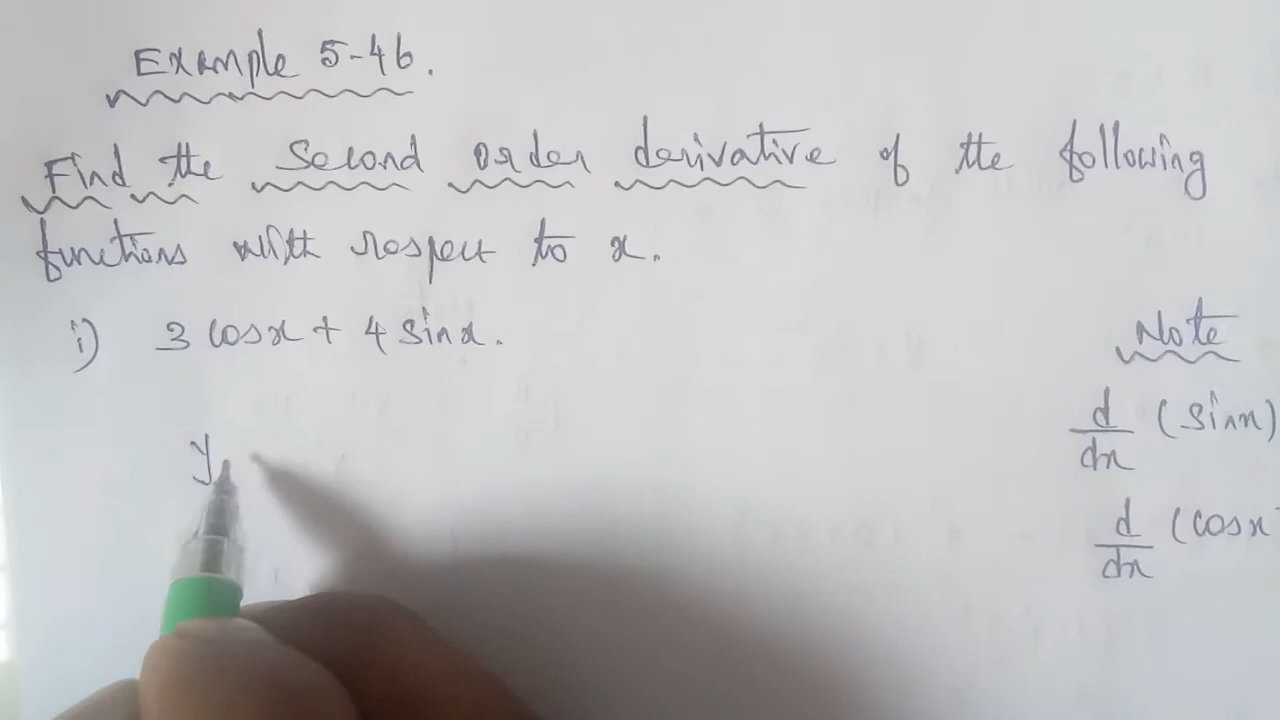 Example 5-46.
Find the Second Order derivative of the following
functions with respect to x.
i) 3 cosx + 4 sinx.
Note
d/dx (sinx)
y
d/dx (cosx